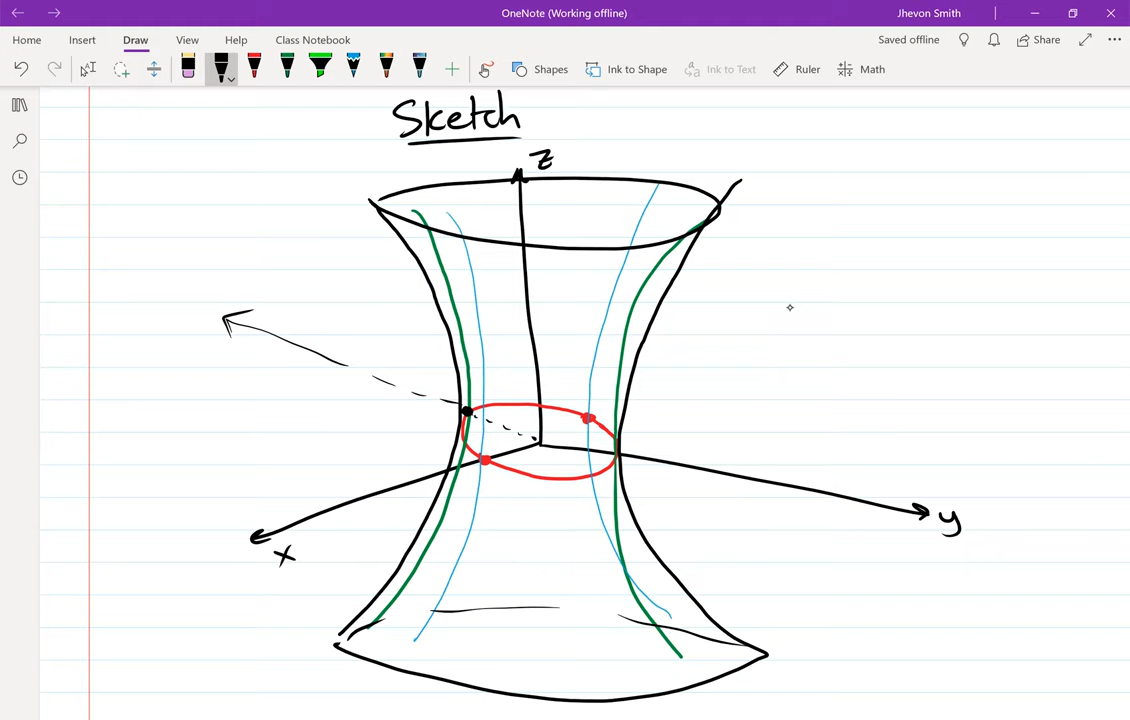 OneNote (Working offline)
Jhevon Smith
Home Insert Draw View Help Class Notebook
Saved offline Share
Shapes Ink to Shape Ink to Text Ruler Math
Sketch
z
y
x